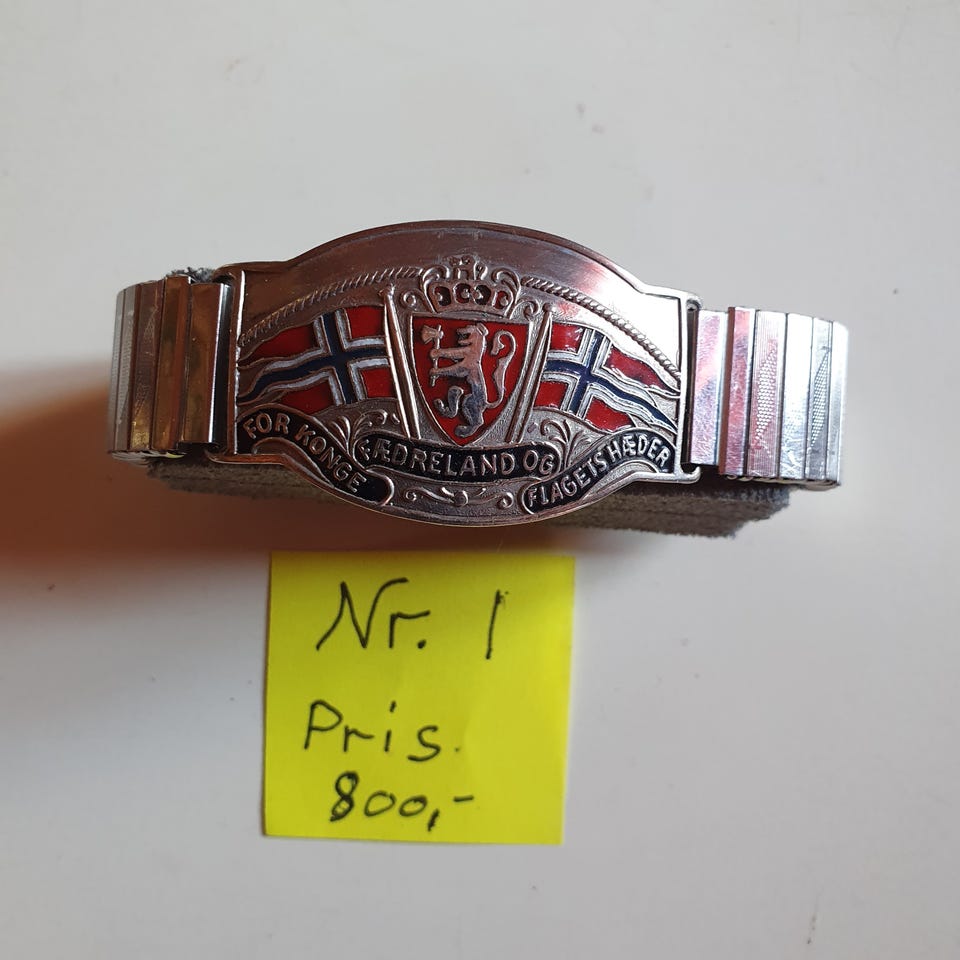 FOR KONGE
FÆDRELAND OG
FLAGETS HÆDER
Nr. 1
Pris.
800,-